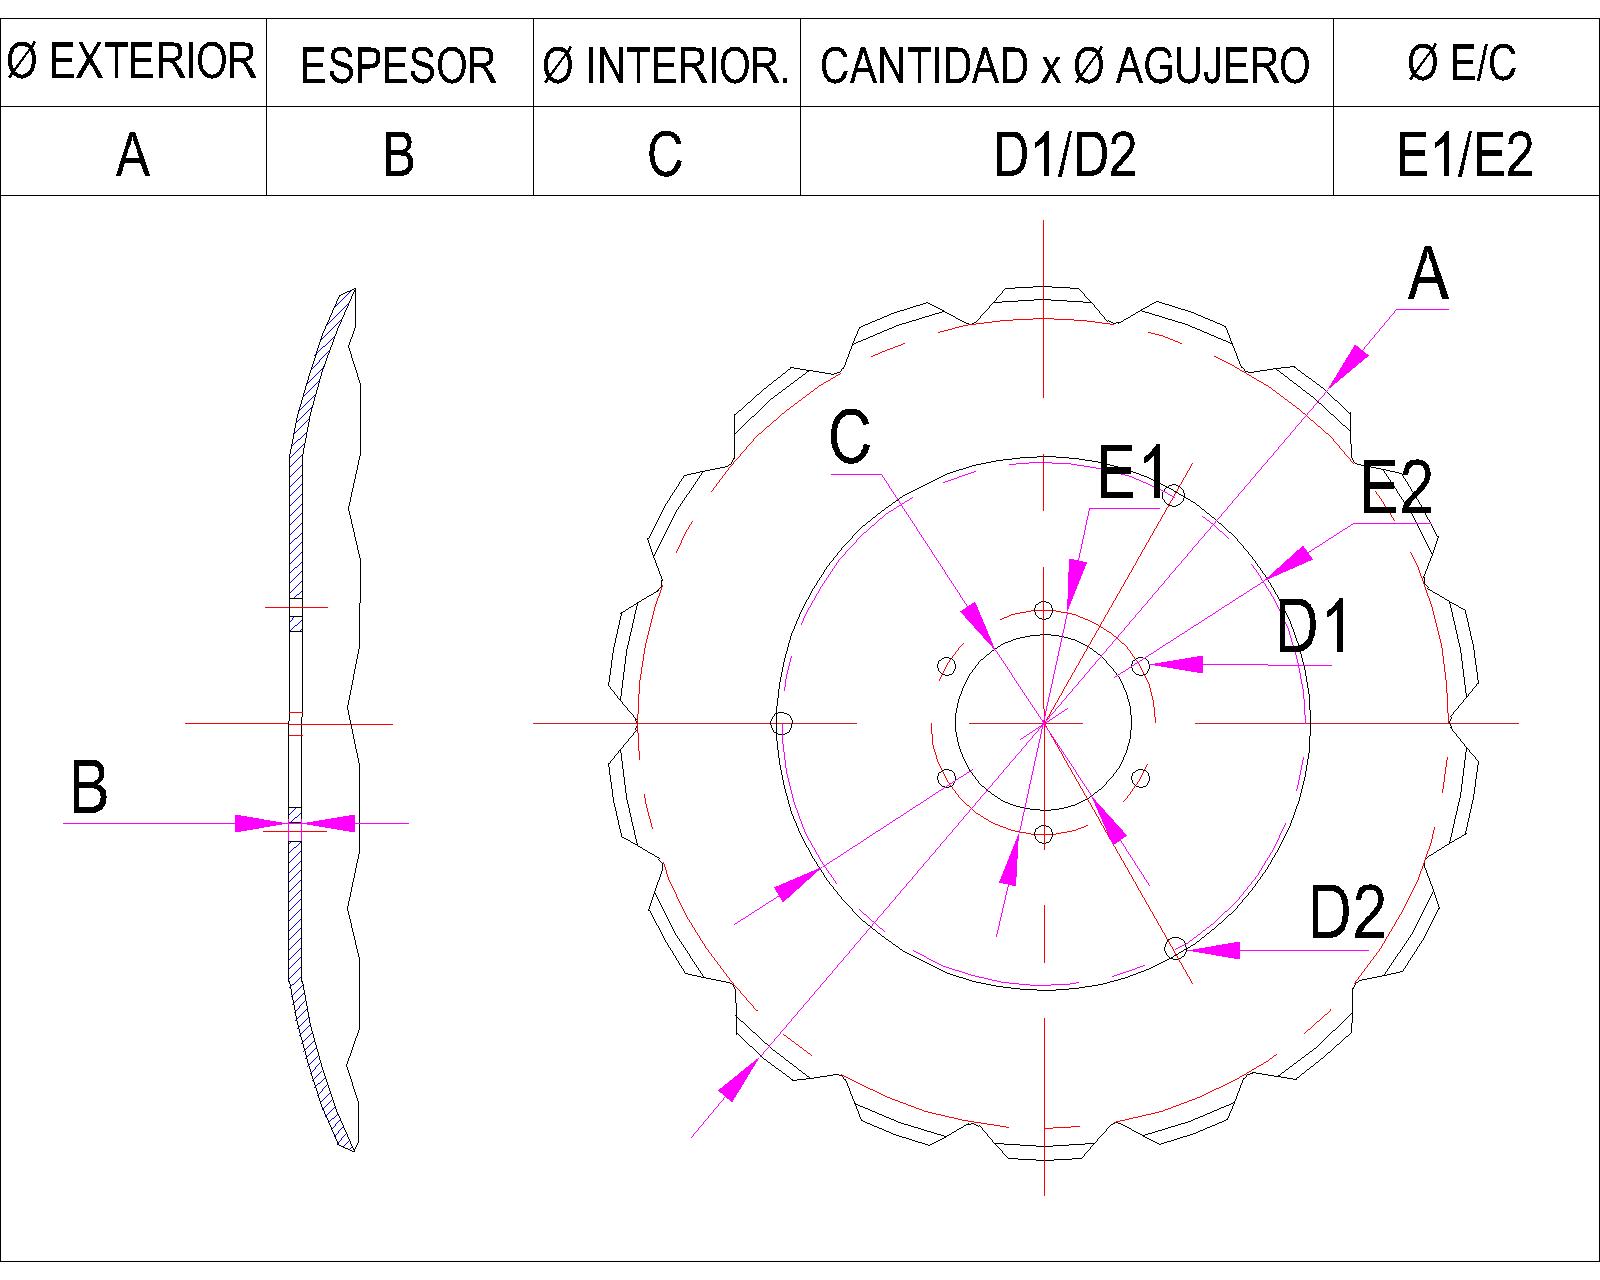 Ø EXTERIOR ESPESOR Ø INTERIOR. CANTIDAD x Ø AGUJERO Ø E/C
A B C D1/D2 E1/E2
A
C
E1
E2
D1
B
D2